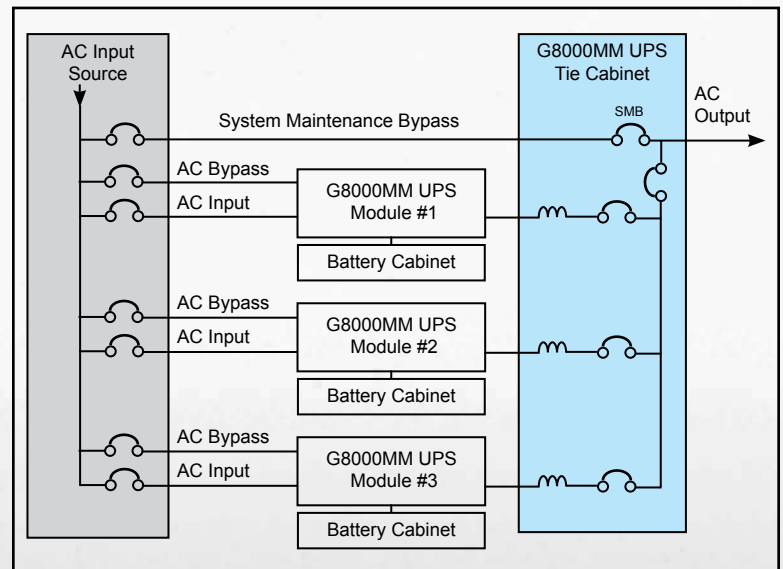 AC Input
Source
G8000MM UPS
Tie Cabinet
AC
Output
SMB
System Maintenance Bypass
AC Bypass
AC Input
G8000MM UPS
Module #1
Battery Cabinet
AC Bypass
AC Input
G8000MM UPS
Module #2
Battery Cabinet
AC Bypass
AC Input
G8000MM UPS
Module #3
Battery Cabinet